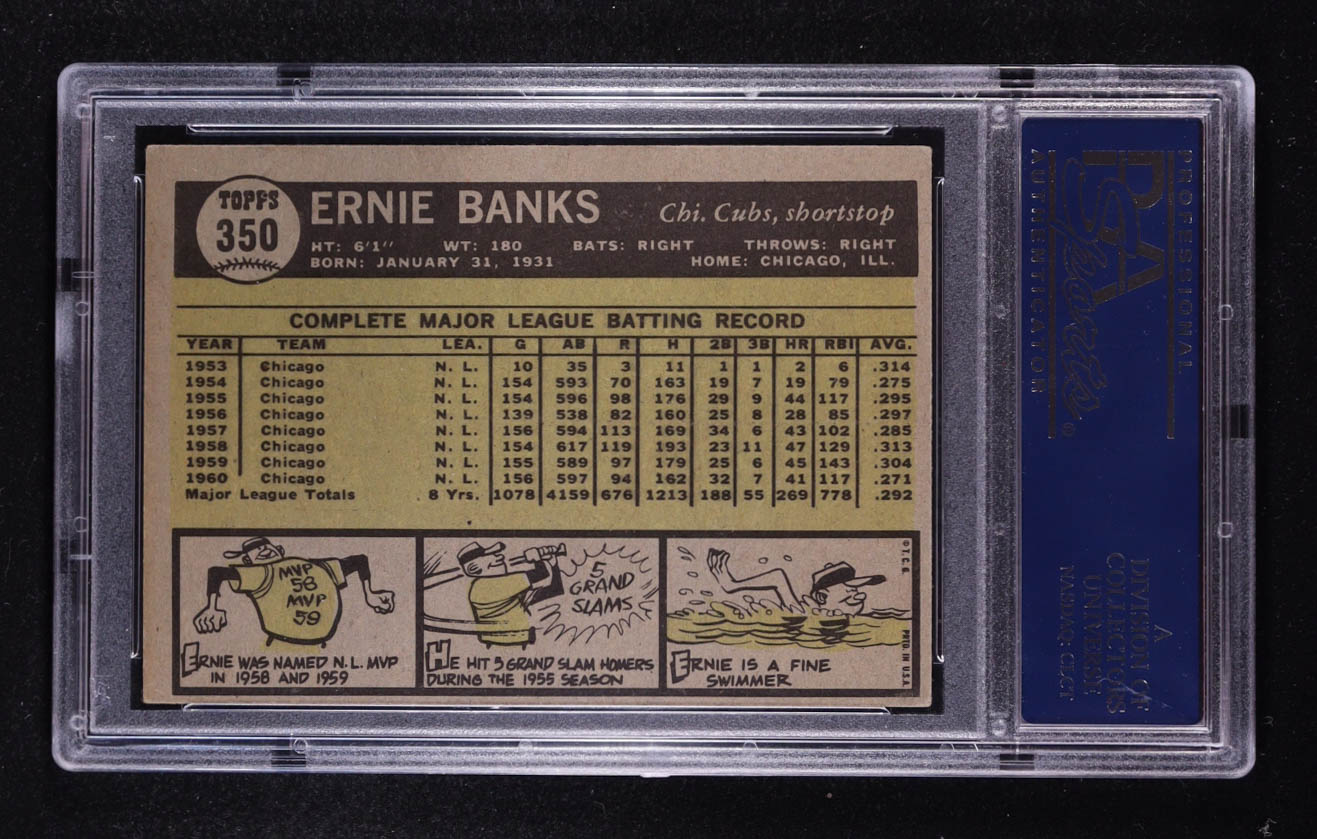 TOPPS
350
ERNIE BANKS
Chi. Cubs, shortstop
HT: 6'1" WT: 180 BATS: RIGHT THROWS: RIGHT
BORN: JANUARY 31, 1931 HOME: CHICAGO, ILL.
COMPLETE MAJOR LEAGUE BATTING RECORD
YEAR TEAM LEA. G AB R H 2B 3B HR RBI AVG.
1953 Chicago N. L. 10 35 3 11 1 1 2 6 .314
1954 Chicago N. L. 154 593 70 163 19 7 19 79 .275
1955 Chicago N. L. 154 596 98 176 29 9 44 117 .295
1956 Chicago N. L. 139 538 82 160 25 8 28 85 .297
1957 Chicago N. L. 156 594 113 169 34 6 43 102 .285
1958 Chicago N. L. 154 617 119 193 23 11 47 129 .313
1959 Chicago N. L. 155 589 97 179 25 6 45 143 .304
1960 Chicago N. L. 156 597 94 162 32 7 41 117 .271
Major League Totals 8 Yrs. 1078 4159 676 1213 188 55 269 778 .292
MVP
58
MVP
59
ERNIE WAS NAMED N.L. MVP
IN 1958 AND 1959
5
GRAND
SLAMS
HE HIT 5 GRAND SLAM HOMERS
DURING THE 1955 SEASON
ERNIE IS A FINE
SWIMMER
© T.C.G.
PRTD. IN U.S.A.
PROFESSIONAL
PSA
Sports
®
AUTHENTICATOR
A
DIVISION OF
COLLECTORS
UNIVERSE
NASDAQ: CLCT